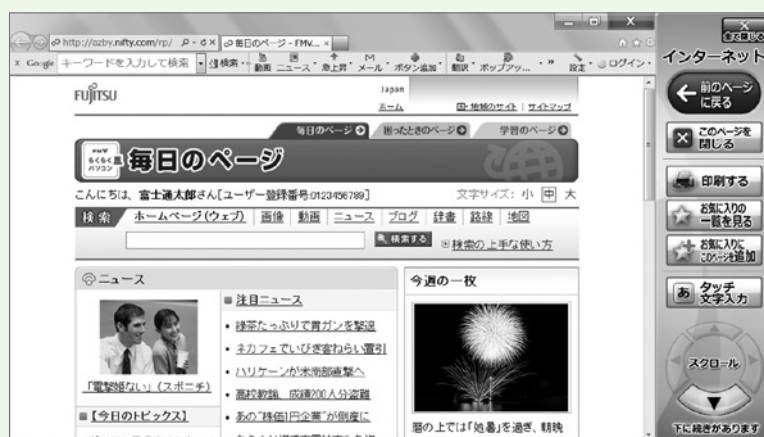 http://azby.nifty.com/rp/
毎日のページ - FMV...
Google
キーワードを入力して検索
検索
動画
ニュース
急上昇
メール
ボタン追加
翻訳
ポップアッ...
設定
ログイン
FUJITSU
Japan
ホーム
地域のサイト | サイトマップ
毎日のページ
困ったときのページ
学習のページ
FMV
らくらく
パソコン
毎日のページ
こんにちは、富士通太郎さん[ユーザー登録番号:0123456789]
文字サイズ: 小 中 大
検索
ホームページ(ウェブ) | 画像 | 動画 | ニュース | ブログ | 辞書 | 路線 | 地図
検索する
検索の上手な使い方
ニュース
「電撃婚ない」(スポニチ)
【今日のトピックス】
注目ニュース
緑茶たっぷりで胃ガンを撃退
ネカフェでいびき客ねらい置引
ハリケーンが米南部直撃へ
高校教諭、成績200人分盗難
あの"株価1円企業"が倒産に
今週の一枚
暦の上では「処暑」を過ぎ、朝晩
全て閉じる
インターネット
前のページ
に戻る
このページを
閉じる
印刷する
お気に入りの
一覧を見る
お気に入りに
このページを追加
あ
タッチ
文字入力
スクロール
下に続きがあります